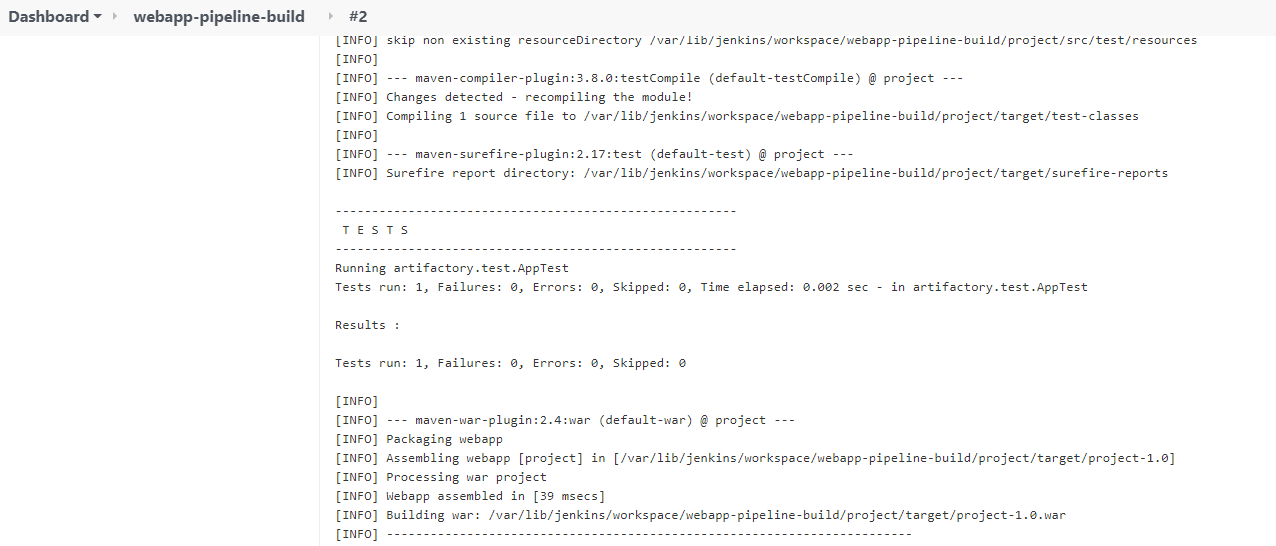 Dashboard webapp-pipeline-build #2
[INFO] skip non existing resourceDirectory /var/lib/jenkins/workspace/webapp-pipeline-build/project/src/test/resources
[INFO]
[INFO] --- maven-compiler-plugin:3.8.0:testCompile (default-testCompile) @ project ---
[INFO] Changes detected - recompiling the module!
[INFO] Compiling 1 source file to /var/lib/jenkins/workspace/webapp-pipeline-build/project/target/test-classes
[INFO]
[INFO] --- maven-surefire-plugin:2.17:test (default-test) @ project ---
[INFO] Surefire report directory: /var/lib/jenkins/workspace/webapp-pipeline-build/project/target/surefire-reports
-------------------------------------------------------
T E S T S
-------------------------------------------------------
Running artifactory.test.AppTest
Tests run: 1, Failures: 0, Errors: 0, Skipped: 0, Time elapsed: 0.002 sec - in artifactory.test.AppTest
Results :
Tests run: 1, Failures: 0, Errors: 0, Skipped: 0
[INFO]
[INFO] --- maven-war-plugin:2.4:war (default-war) @ project ---
[INFO] Packaging webapp
[INFO] Assembling webapp [project] in [/var/lib/jenkins/workspace/webapp-pipeline-build/project/target/project-1.0]
[INFO] Processing war project
[INFO] Webapp assembled in [39 msecs]
[INFO] Building war: /var/lib/jenkins/workspace/webapp-pipeline-build/project/target/project-1.0.war
[INFO] ------------------------------------------------------------------------